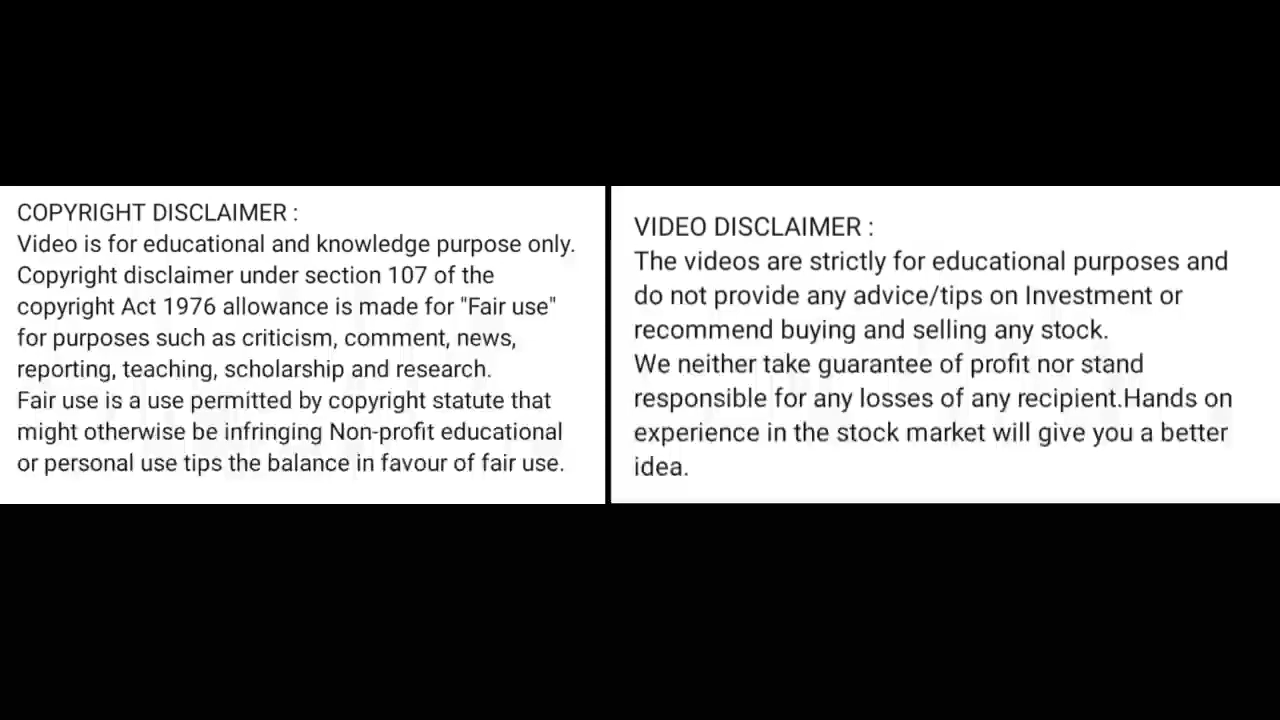 COPYRIGHT DISCLAIMER :
Video is for educational and knowledge purpose only.
Copyright disclaimer under section 107 of the
copyright Act 1976 allowance is made for "Fair use"
for purposes such as criticism, comment, news,
reporting, teaching, scholarship and research.
Fair use is a use permitted by copyright statute that
might otherwise be infringing Non-profit educational
or personal use tips the balance in favour of fair use.
VIDEO DISCLAIMER :
The videos are strictly for educational purposes and
do not provide any advice/tips on Investment or
recommend buying and selling any stock.
We neither take guarantee of profit nor stand
responsible for any losses of any recipient.Hands on
experience in the stock market will give you a better
idea.